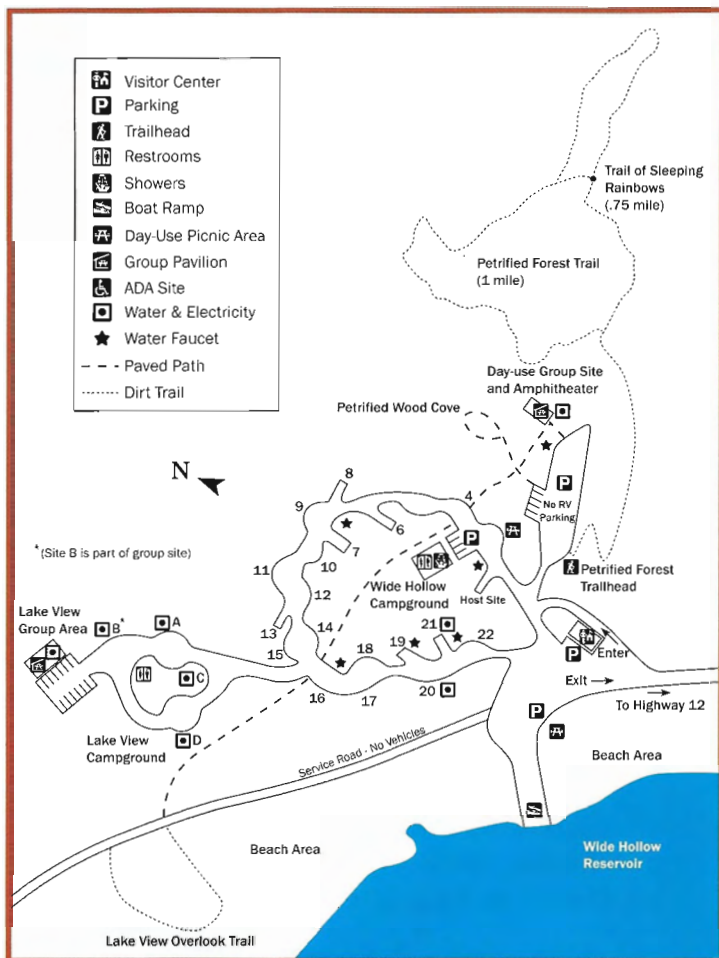 Visitor Center
P Parking
Trailhead
Restrooms
Showers
Boat Ramp
Day-Use Picnic Area
Group Pavilion
ADA Site
Water & Electricity
Water Faucet
Paved Path
Dirt Trail
Trail of Sleeping
Rainbows
(.75 mile)
Petrified Forest Trail
(1 mile)
Day-use Group Site
and Amphitheater
Petrified Wood Cove
N
8
9
4
P
No RV
Parking
6
*(Site B is part of group site)
7
P
10
11
Wide Hollow
Campground
Petrified Forest
Trailhead
12
Host Site
Lake View
Group Area
B*
A
13
14
21
15
18
19
22
P
Enter
C
16
17
20
Exit
To Highway 12
D
P
Lake View
Campground
Service Road - No Vehicles
Beach Area
Beach Area
Wide Hollow
Reservoir
Lake View Overlook Trail